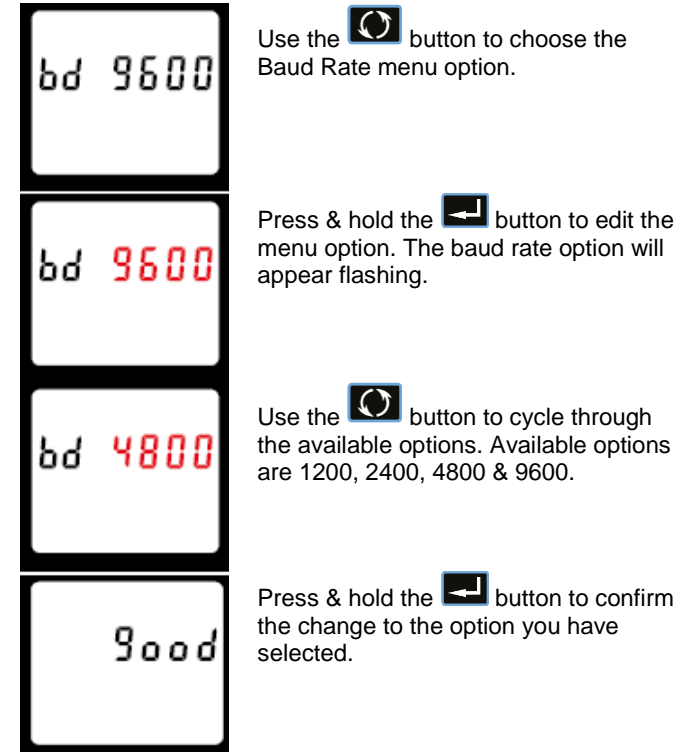 bd 9600
Use the button to choose the
Baud Rate menu option.
bd 9600
Press & hold the button to edit the
menu option. The baud rate option will
appear flashing.
bd 4800
Use the button to cycle through
the available options. Available options
are 1200, 2400, 4800 & 9600.
good
Press & hold the button to confirm
the change to the option you have
selected.